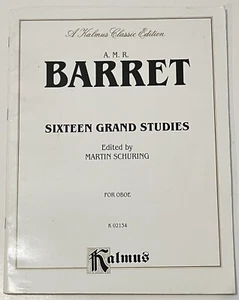 A Kalmus Classic Edition
A. M. R.
BARRET
SIXTEEN GRAND STUDIES
Edited by
MARTIN SCHURING
FOR OBOE
K 02134
Kalmus